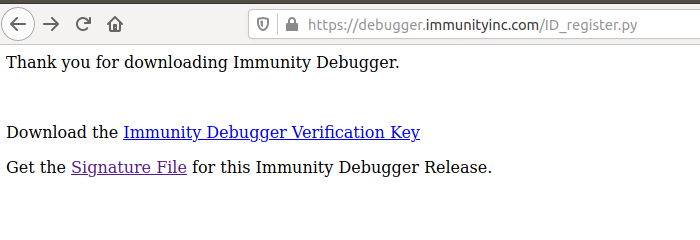 https://debugger.immunityinc.com/ID_register.py
Thank you for downloading Immunity Debugger.
Download the Immunity Debugger Verification Key
Get the Signature File for this Immunity Debugger Release.